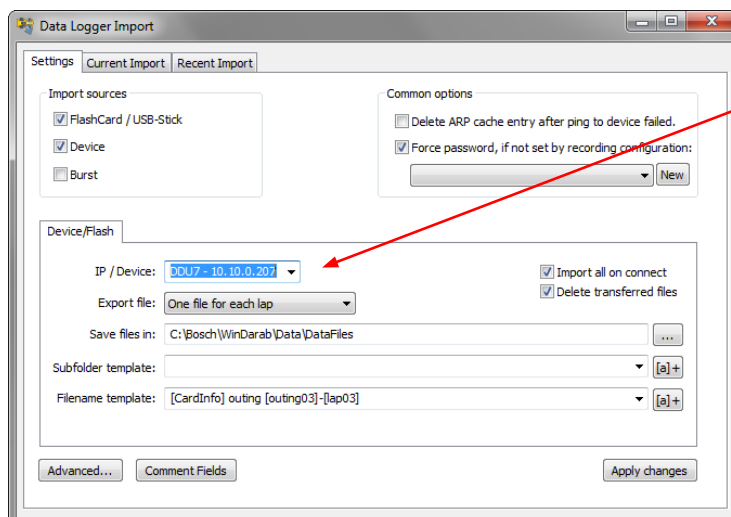 Data Logger Import
Settings Current Import Recent Import
Import sources
FlashCard / USB-Stick
Device
Burst
Common options
Delete ARP cache entry after ping to device failed.
Force password, if not set by recording configuration:
New
Device/Flash
IP / Device: DDU7 - 10.10.0.207
Import all on connect
Delete transferred files
Export file: One file for each lap
Save files in: C:\Bosch\WinDarab\Data\DataFiles ...
Subfolder template: [a]+
Filename template: [CardInfo] outing [outing03]-[lap03] [a]+
Advanced... Comment Fields Apply changes